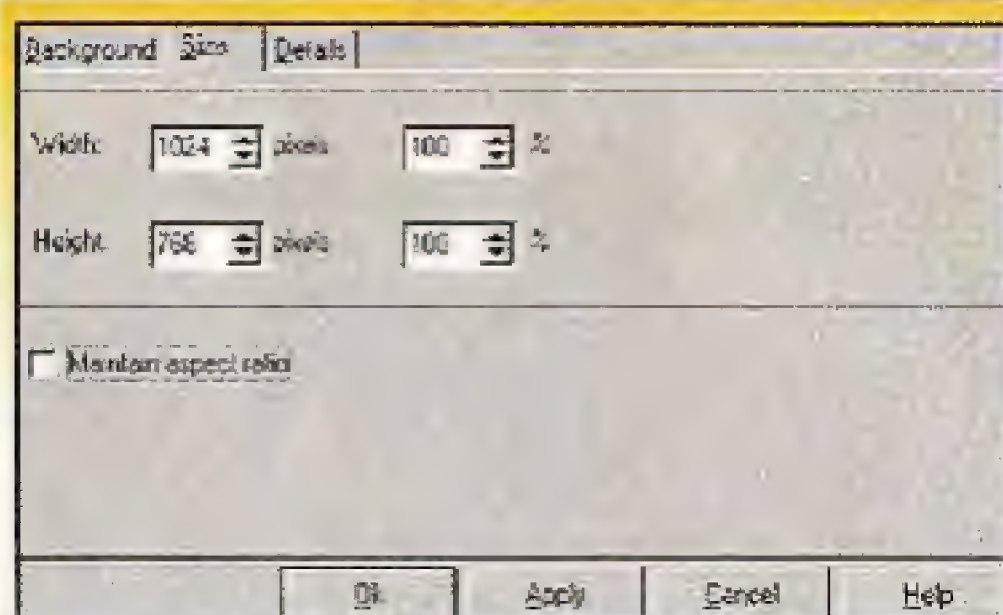 Background Size Details
Width: 1024 pixels 100 %
Height: 768 pixels 100 %
Maintain aspect ratio
Ok Apply Cancel Help